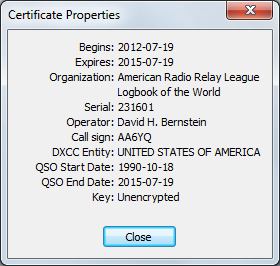 Certificate Properties
Begins: 2012-07-19
Expires: 2015-07-19
Organization: American Radio Relay League
Logbook of the World
Serial: 231601
Operator: David H. Bernstein
Call sign: AA6YQ
DXCC Entity: UNITED STATES OF AMERICA
QSO Start Date: 1990-10-18
QSO End Date: 2015-07-19
Key: Unencrypted
Close